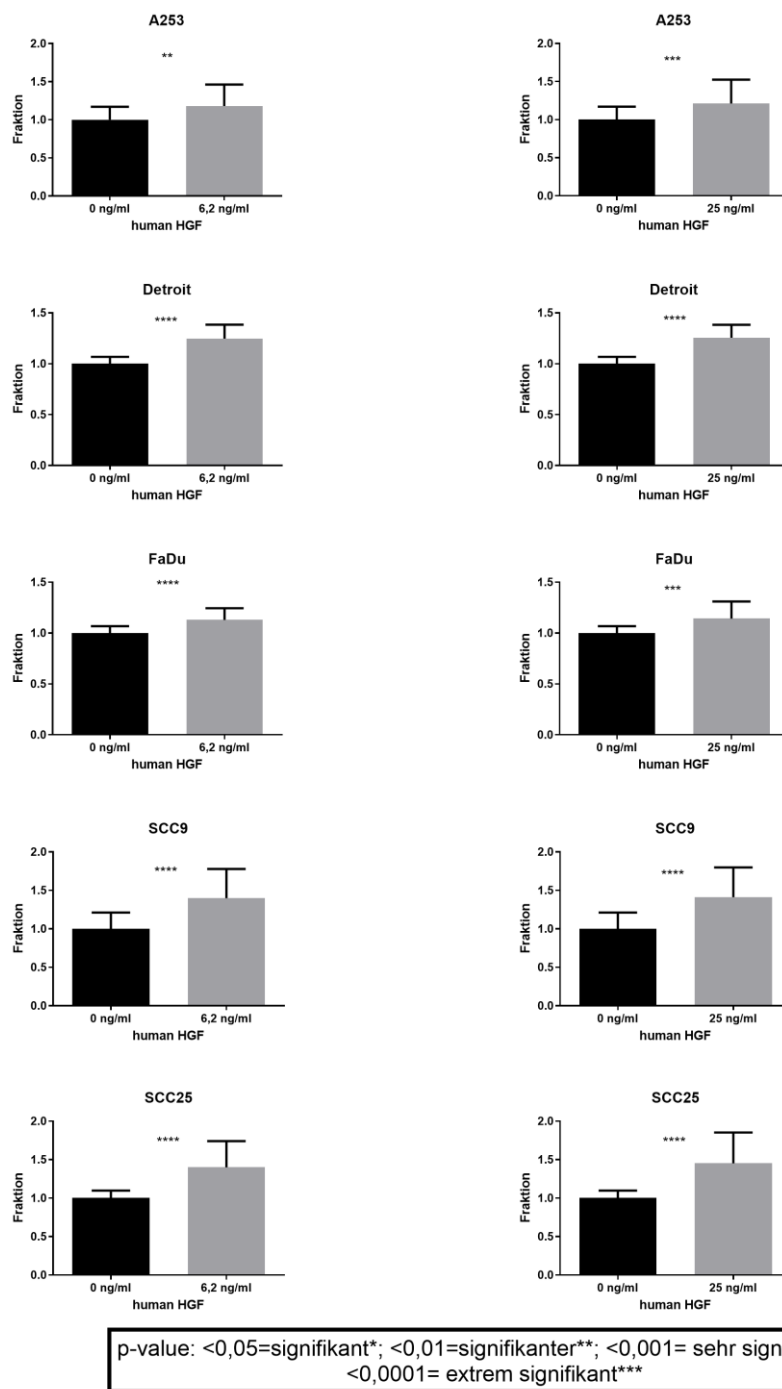 A253
A253
**
***
2.0
1.5
1.0
0.5
0.0
Fraktion
0 ng/ml 6,2 ng/ml
human HGF
2.0
1.5
1.0
0.5
0.0
Fraktion
0 ng/ml 25 ng/ml
human HGF
Detroit
Detroit
****
****
1.5
1.0
0.5
0.0
Fraktion
0 ng/ml 6,2 ng/ml
human HGF
1.5
1.0
0.5
0.0
Fraktion
0 ng/ml 25 ng/ml
human HGF
FaDu
FaDu
****
***
1.5
1.0
0.5
0.0
Fraktion
0 ng/ml 6,2 ng/ml
human HGF
1.5
1.0
0.5
0.0
Fraktion
0 ng/ml 25 ng/ml
human HGF
SCC9
SCC9
****
****
2.0
1.5
1.0
0.5
0.0
Fraktion
0 ng/ml 6,2 ng/ml
human HGF
2.0
1.5
1.0
0.5
0.0
Fraktion
0 ng/ml 25 ng/ml
human HGF
SCC25
SCC25
****
****
2.0
1.5
1.0
0.5
0.0
Fraktion
0 ng/ml 6,2 ng/ml
human HGF
2.0
1.5
1.0
0.5
0.0
Fraktion
0 ng/ml 25 ng/ml
human HGF
p-value: <0,05=signifikant*; <0,01=signifikanter**; <0,001= sehr sign
<0,0001= extrem signifikant***